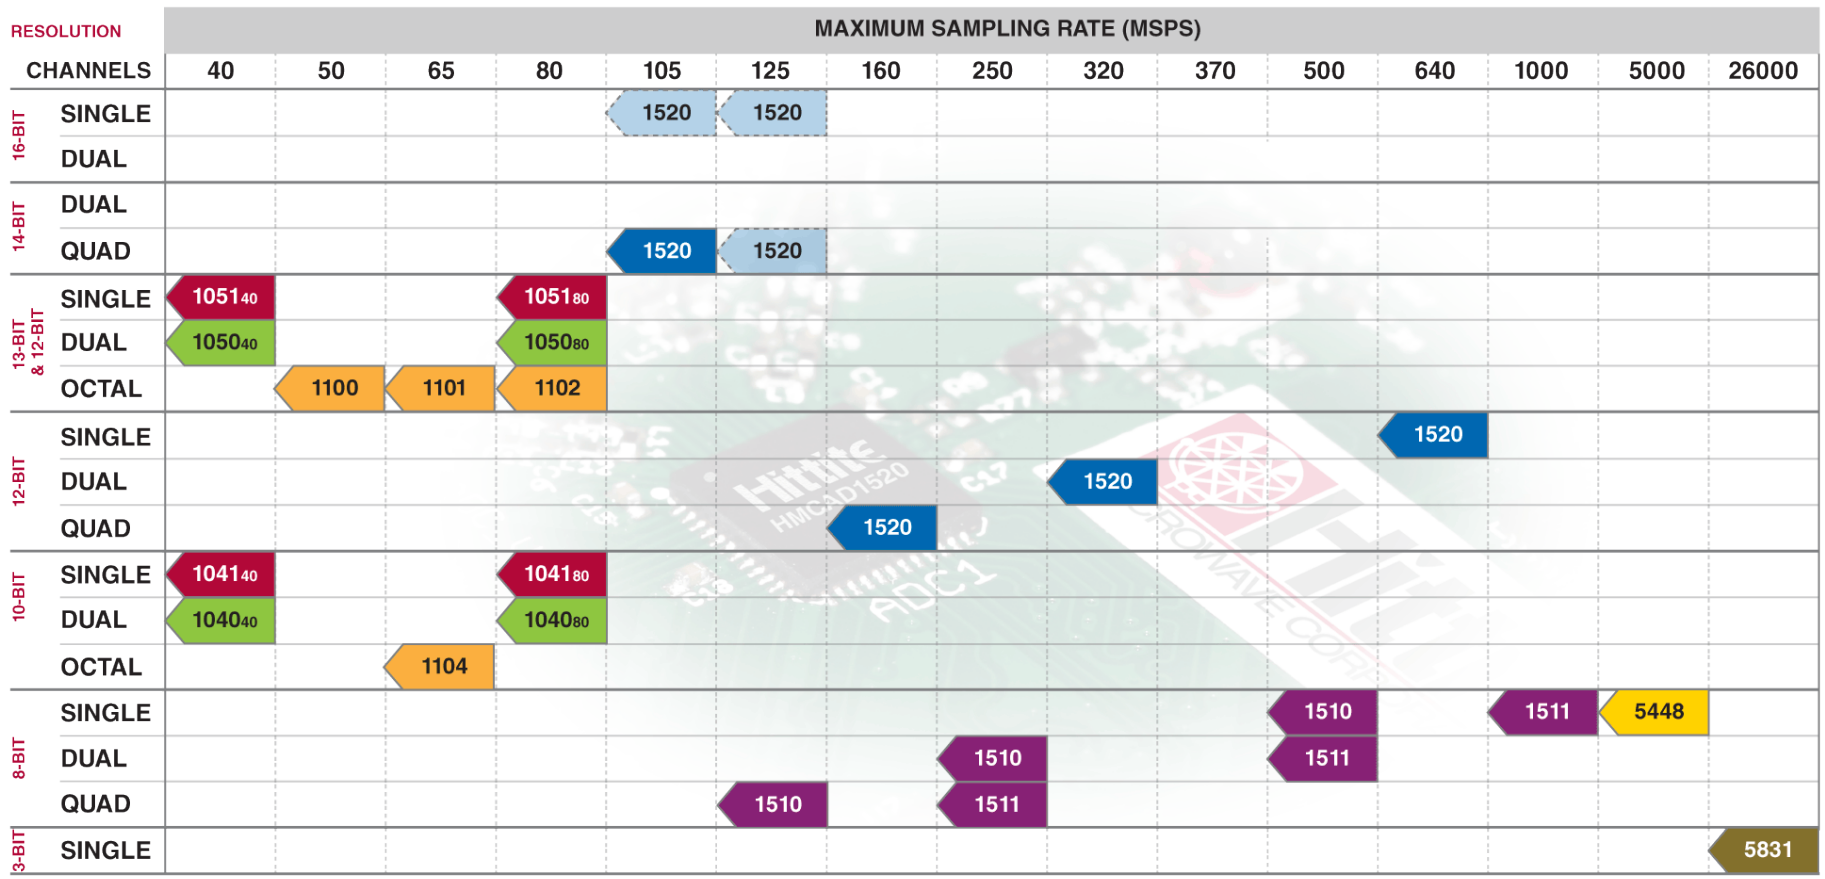 RESOLUTION MAXIMUM SAMPLING RATE (MSPS)
CHANNELS 40 50 65 80 105 125 160 250 320 370 500 640 1000 5000 26000
16-BIT
SINGLE 1520 1520
DUAL
14-BIT
DUAL
QUAD 1520 1520
13-BIT
& 12-BIT
SINGLE 105140 105180
DUAL 105040 105080
OCTAL 1100 1101 1102
12-BIT
SINGLE 1520
DUAL 1520
QUAD 1520
10-BIT
SINGLE 104140 104180
DUAL 104040 104080
OCTAL 1104
8-BIT
SINGLE 1510 1511 5448
DUAL 1510 1511
QUAD 1510 1511
3-BIT
SINGLE 5831
Hittite
HMCAD1520
C17
ADC1